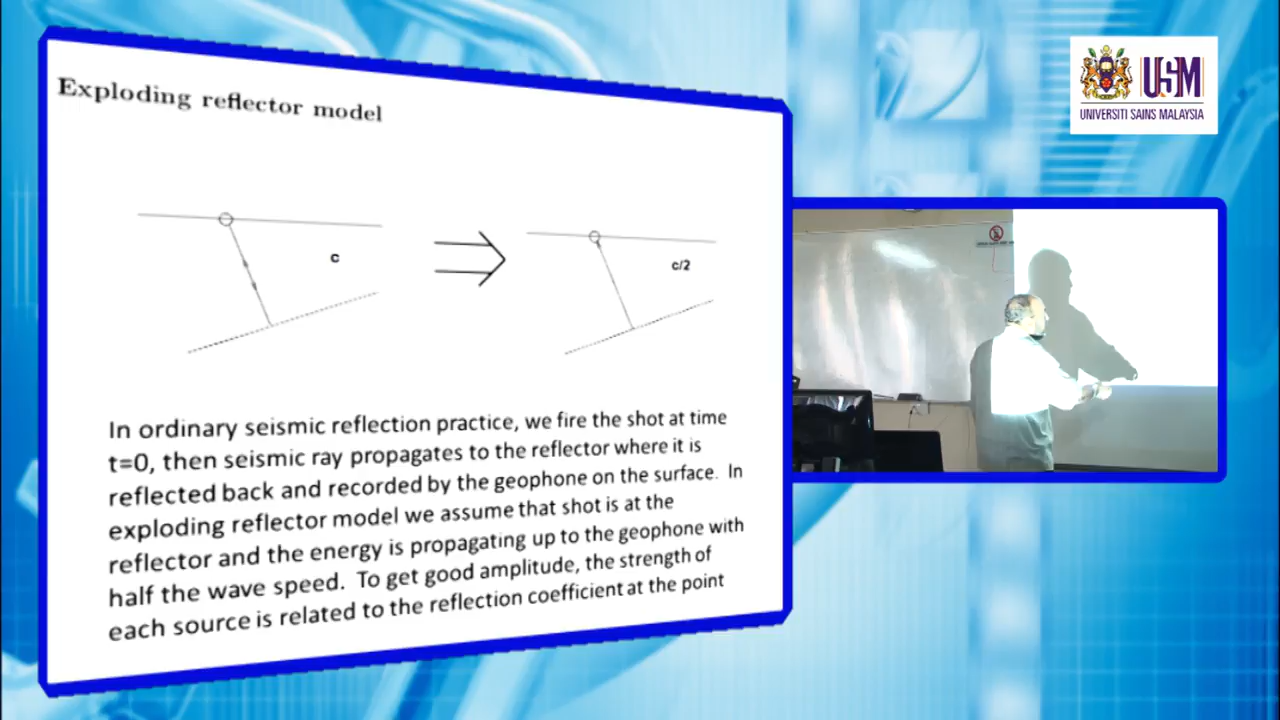 Exploding reflector model
c
c/2
In ordinary seismic reflection practice, we fire the shot at time
t=0, then seismic ray propagates to the reflector where it is
reflected back and recorded by the geophone on the surface. In
exploding reflector model we assume that shot is at the
reflector and the energy is propagating up to the geophone with
half the wave speed. To get good amplitude, the strength of
each source is related to the reflection coefficient at the point
USM
UNIVERSITI SAINS MALAYSIA